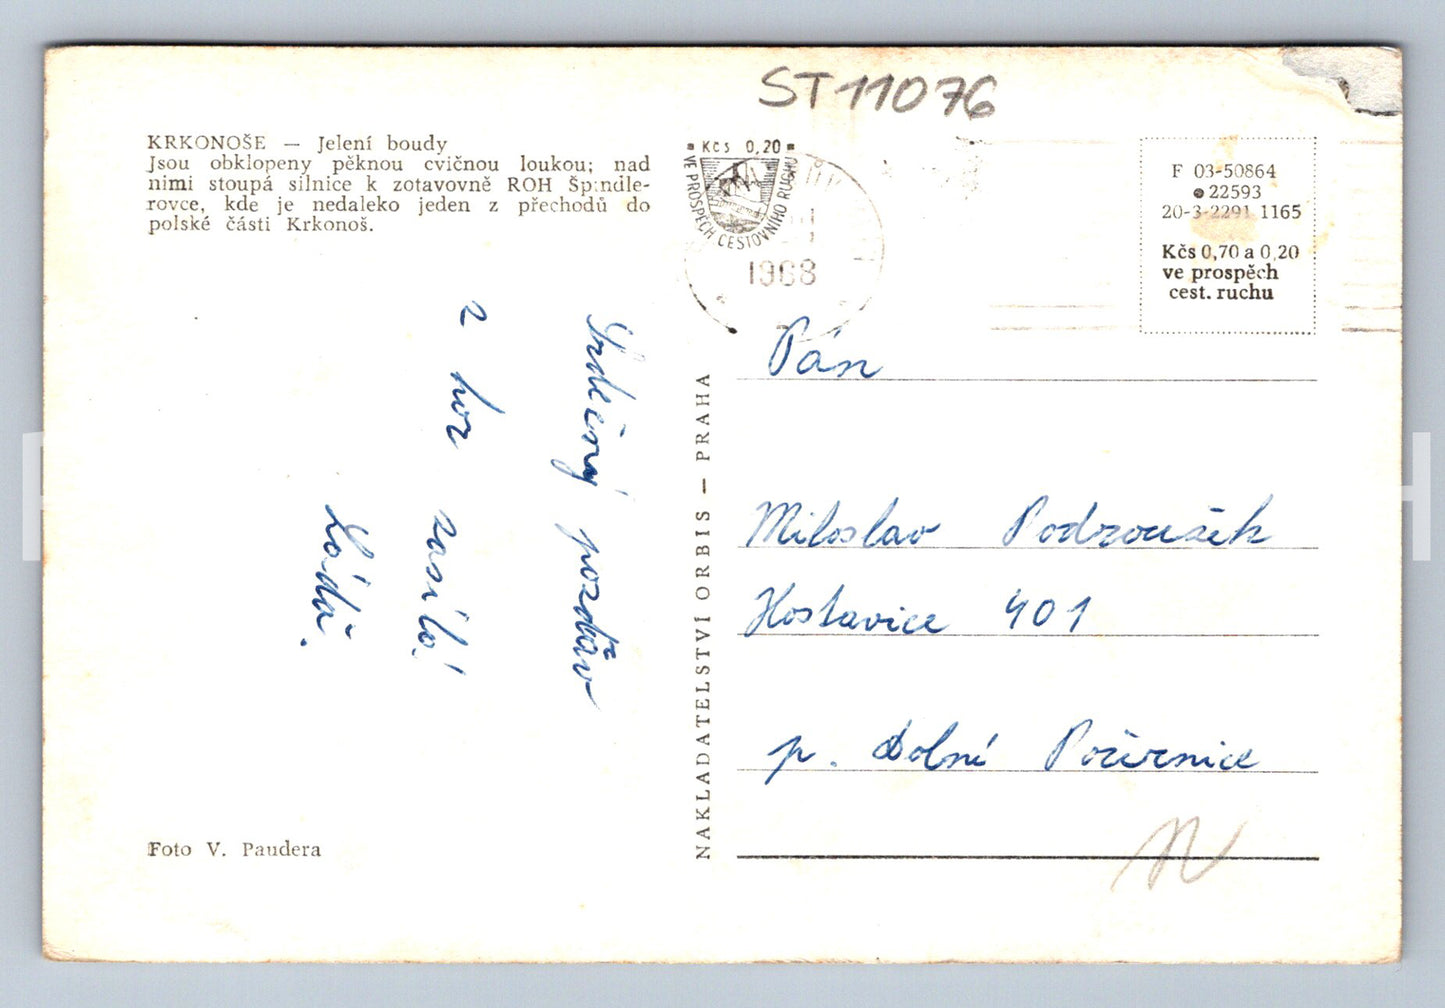 ST11076
KRKONOŠE — Jelení boudy
Jsou obklopeny pěknou cvičnou loukou; nad
nimi stoupá silnice k zotavovně ROH Špindle-
rovce, kde je nedaleko jeden z přechodů do
polské části Krkonoš.
Kčs 0,20
VE PROSPĚCH CESTOVNÍHO RUCHU
1968
F 03-50864
22593
20-3-2291 1165
Kčs 0,70 a 0,20
ve prospěch
cest. ruchu
Srdečný pozdrav
z hor zasílá
Láďa.
NAKLADATELSTVÍ ORBIS — PRAHA
Pán
Miloslav Podroužek
Hostavice 401
p. Dolní Počernice
Foto V. Paudera